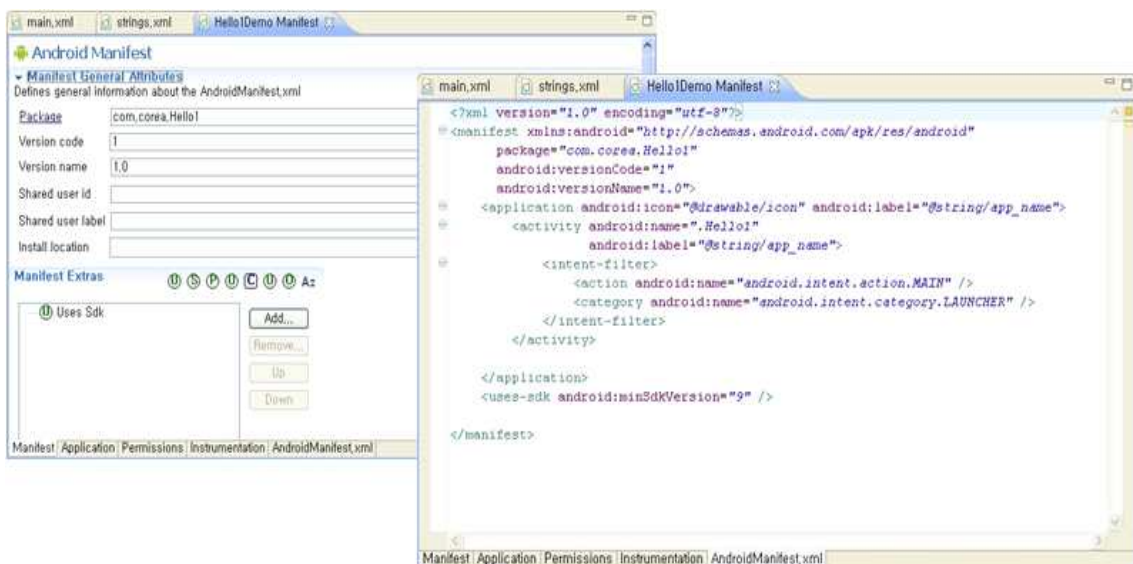 main,xml strings,xml Hello1Demo Manifest
Android Manifest
Manifest General Attributes
Defines general information about the AndroidManifest,xml
Package com,corea,Hello1
Version code 1
Version name 1,0
Shared user id
Shared user label
Install location
Manifest Extras U S P U C U O Az
U Uses Sdk
Add...
Remove...
Up
Down
Manifest Application Permissions Instrumentation AndroidManifest,xml
main,xml strings,xml Hello1Demo Manifest
<?xml version="1.0" encoding="utf-8"?>
<manifest xmlns:android="http://schemas.android.com/apk/res/android"
package="com.corea.Hello1"
android:versionCode="1"
android:versionName="1.0">
<application android:icon="@drawable/icon" android:label="@string/app_name">
<activity android:name=".Hello1"
android:label="@string/app_name">
<intent-filter>
<action android:name="android.intent.action.MAIN" />
<category android:name="android.intent.category.LAUNCHER" />
</intent-filter>
</activity>
</application>
<uses-sdk android:minSdkVersion="9" />
</manifest>
Manifest Application Permissions Instrumentation AndroidManifest,xml